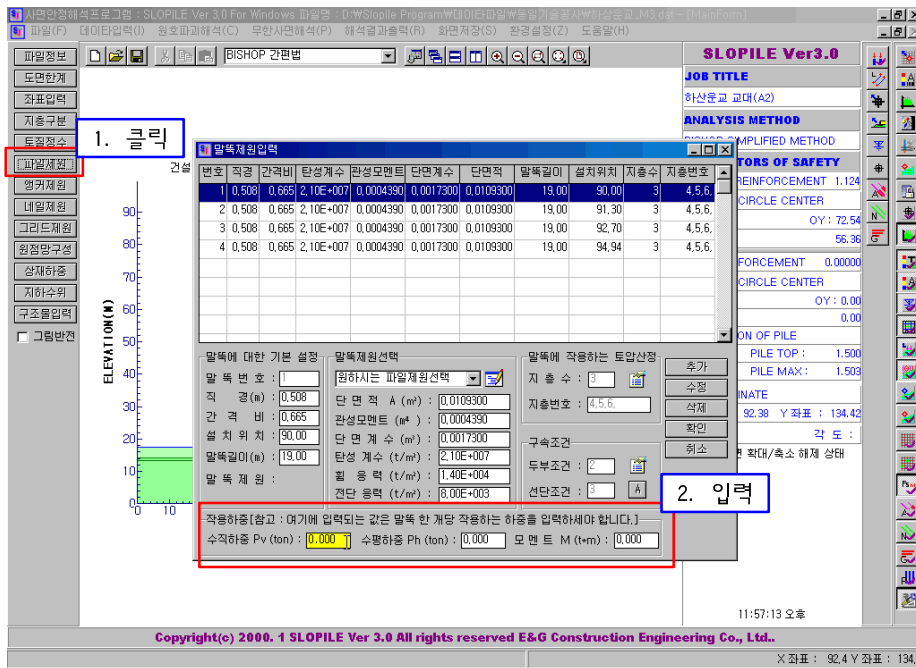 사면안정해석프로그램 : SLOPILE Ver 3,0 For Windows 파일명 : D:₩Slopile Program₩데이타파일₩동일기술공사₩하산운교_M3.dat - [Main Form]
파일(F) 데이타입력(I) 원호파괴해석(C) 무한사면해석(P) 해석결과출력(R) 화면저장(S) 환경설정(Z) 도움말(H)
BISHOP 간편법
파일정보
도면한계
좌표입력
지층구분
토질정수
파일제원
앵커제원
네일제원
그리드제원
원점망구성
상재하중
지하수위
구조물입력
그림반전
1. 클릭
건설
ELEVATION(M)
90
80
70
60
50
40
30
20
10
0
0 10
말뚝제원입력
번호 직경 간격비 탄성계수 관성모멘트 단면계수 단면적 말뚝길이 설치위치 지층수 지층번호
1 0,508 0,665 2,10E+007 0,0004390 0,0017300 0,0109300 19,00 90,00 3 4,5,6,
2 0,508 0,665 2,10E+007 0,0004390 0,0017300 0,0109300 19,00 91,30 3 4,5,6,
3 0,508 0,665 2,10E+007 0,0004390 0,0017300 0,0109300 19,00 92,70 3 4,5,6,
4 0,508 0,665 2,10E+007 0,0004390 0,0017300 0,0109300 19,00 94,94 3 4,5,6,
말뚝에 대한 기본 설정
말 뚝 번 호 : 1
직 경(m) : 0,508
간 격 비 : 0,665
설 치 위 치 : 90,00
말뚝길이(m) : 19,00
말 뚝 제 원 :
말뚝제원선택
원하시는 파일제원선택
단 면 적 A (m²) : 0,0109300
관성모멘트 (m⁴) : 0,0004390
단 면 계 수 (m³) : 0,0017300
탄성 계수 (t/m²) : 2,10E+007
휨 응 력 (t/m²) : 1,40E+004
전단 응력 (t/m²) : 8,00E+003
말뚝에 작용하는 토압산정
지 층 수 : 3
지층번호 : 4,5,6,
구속조건
두부조건 : 2
선단조건 : 3 A
추가
수정
삭제
확인
취소
2. 입력
작용하중[참고 : 여기에 입력되는 값은 말뚝 한 개당 작용하는 하중을 입력하세야 합니다.]
수직하중 Pv (ton) : 0.000 수평하중 Ph (ton) : 0,000 모 멘 트 M (t*m) : 0,000
SLOPILE Ver3.0
JOB TITLE
하산운교 교대(A2)
ANALYSIS METHOD
SIMPLIFIED METHOD
TORS OF SAFETY
REINFORCEMENT 1.124
CIRCLE CENTER
OY : 72.54
56.36
FORCEMENT 0.00000
CIRCLE CENTER
OY : 0.00
0.00
ON OF PILE
PILE TOP : 1.500
PILE MAX : 1.503
INATE
92.38 Y 좌표 : 134.42
각 도 :
확대/축소 해제 상태
11:57:13 오후
Copyright(c) 2000. 1 SLOPILE Ver 3.0 All rights reserved E&G Construction Engineering Co., Ltd..
X 좌표 : 92,4 Y 좌표 : 134,